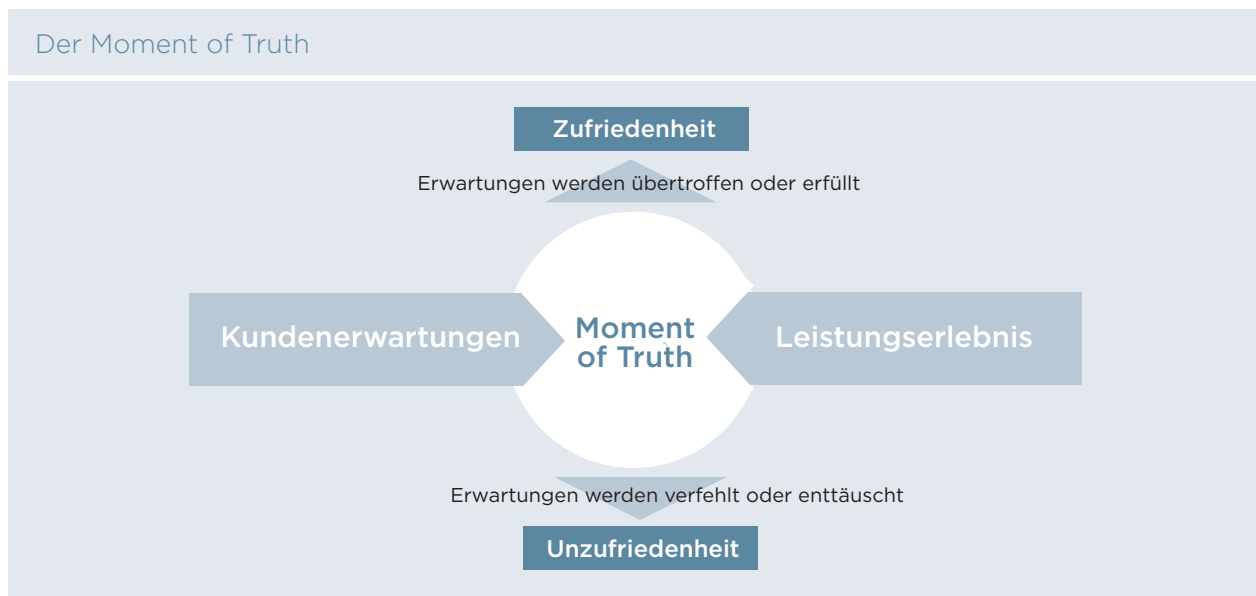 Der Moment of Truth
Zufriedenheit
Erwartungen werden übertroffen oder erfüllt
Kundenerwartungen
Moment
of Truth
Leistungserlebnis
Erwartungen werden verfehlt oder enttäuscht
Unzufriedenheit